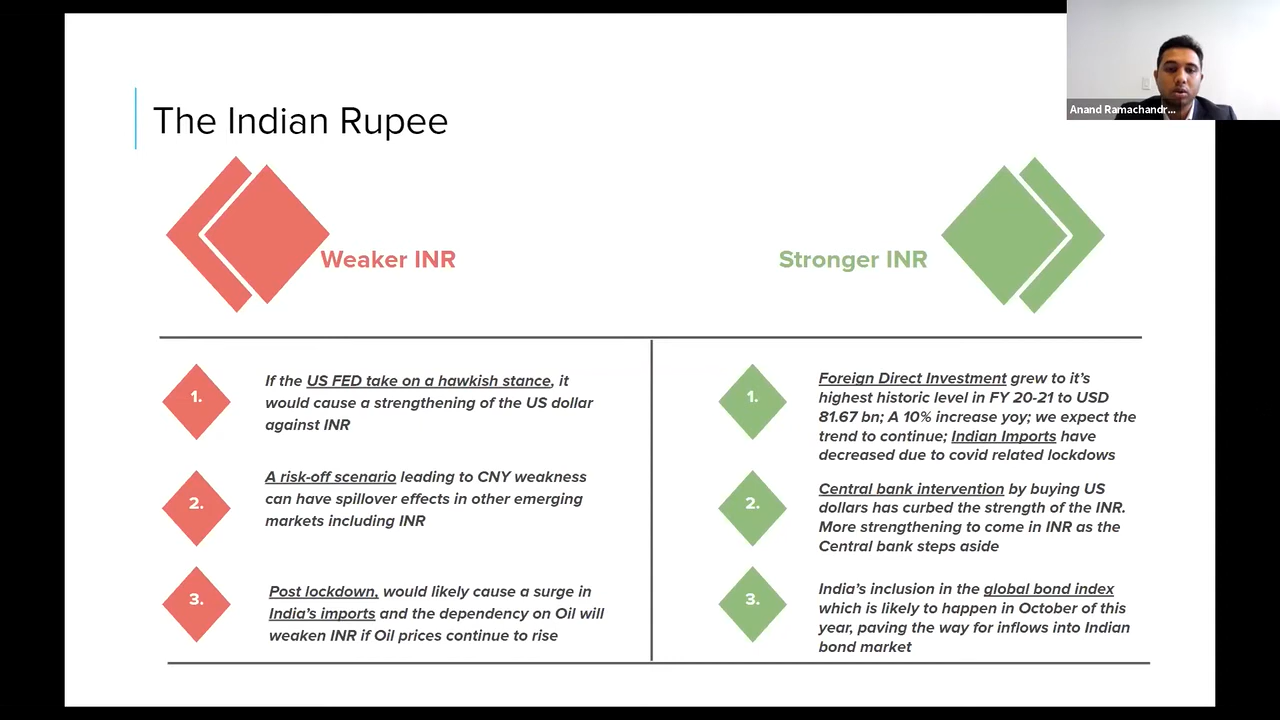 Anand Ramachandr...
The Indian Rupee
Weaker INR
Stronger INR
1.
If the US FED take on a hawkish stance, it
would cause a strengthening of the US dollar
against INR
2.
A risk-off scenario leading to CNY weakness
can have spillover effects in other emerging
markets including INR
3.
Post lockdown, would likely cause a surge in
India's imports and the dependency on Oil will
weaken INR if Oil prices continue to rise
1.
Foreign Direct Investment grew to it's
highest historic level in FY 20-21 to USD
81.67 bn; A 10% increase yoy; we expect the
trend to continue; Indian Imports have
decreased due to covid related lockdows
2.
Central bank intervention by buying US
dollars has curbed the strength of the INR.
More strengthening to come in INR as the
Central bank steps aside
3.
India's inclusion in the global bond index
which is likely to happen in October of this
year, paving the way for inflows into Indian
bond market